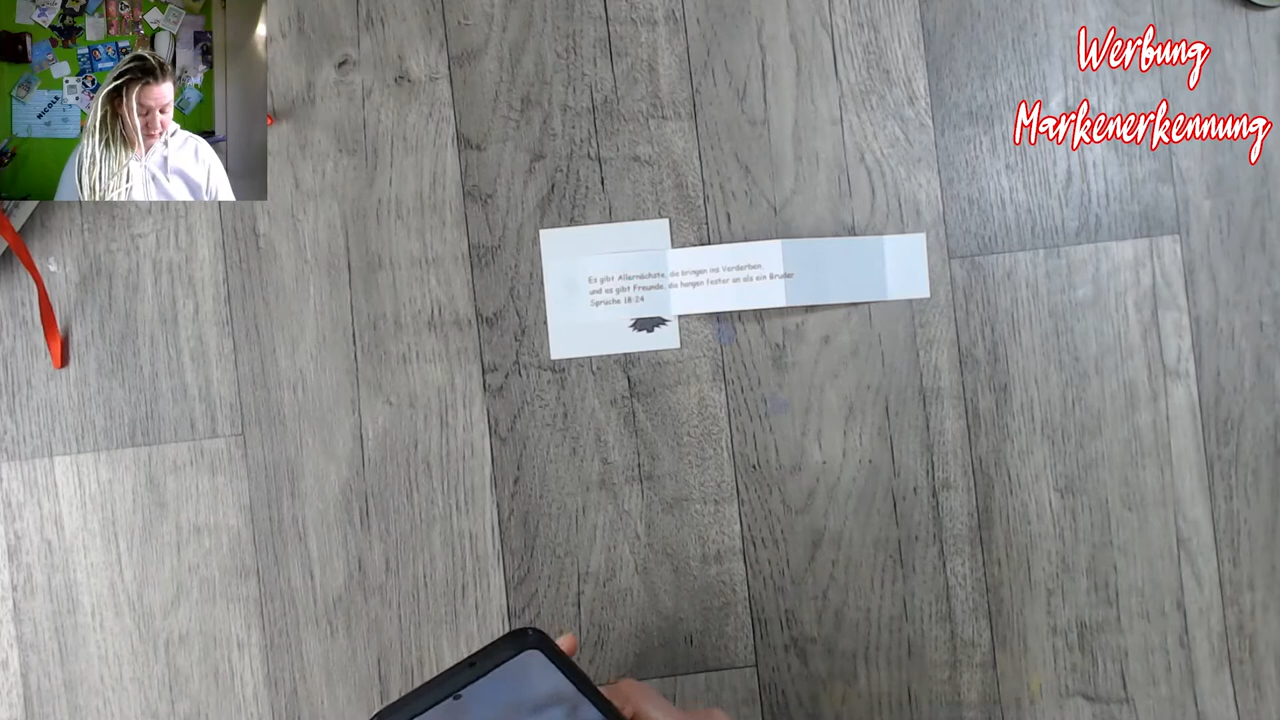 NICOLE
Werbung
Markenerkennung
Es gibt Allernächste, die bringen ins Verderben,
und es gibt Freunde, die hangen fester an als ein Bruder
Sprüche 18:24